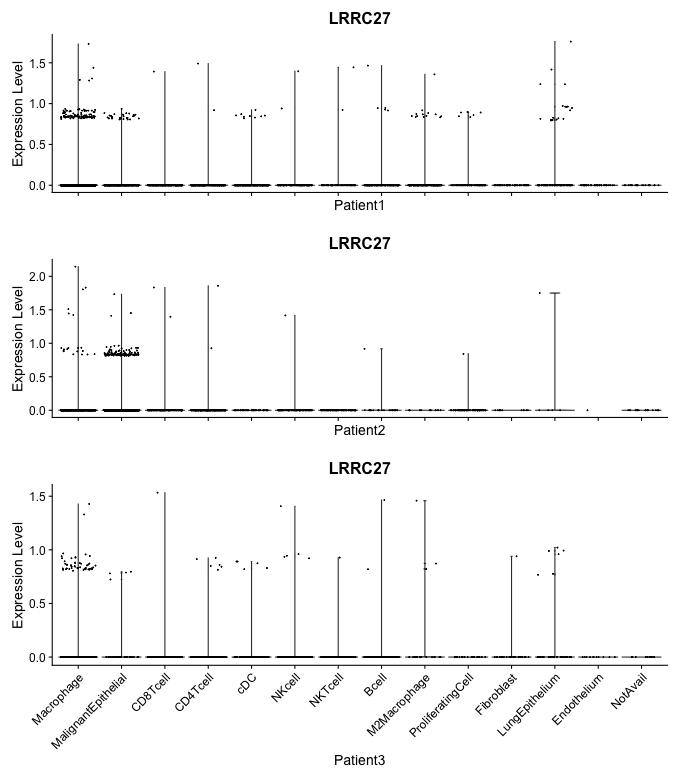 LRRC27
Expression Level
1.5
1.0
0.5
0.0
Patient1
LRRC27
Expression Level
2.0
1.5
1.0
0.5
0.0
Patient2
LRRC27
Expression Level
1.5
1.0
0.5
0.0
Macrophage
MalignantEpithelial
CD8Tcell
CD4Tcell
cDC
NKcell
NKTcell
Bcell
M2Macrophage
ProliferatingCell
Fibroblast
LungEpithelium
Endothelium
NotAvail
Patient3